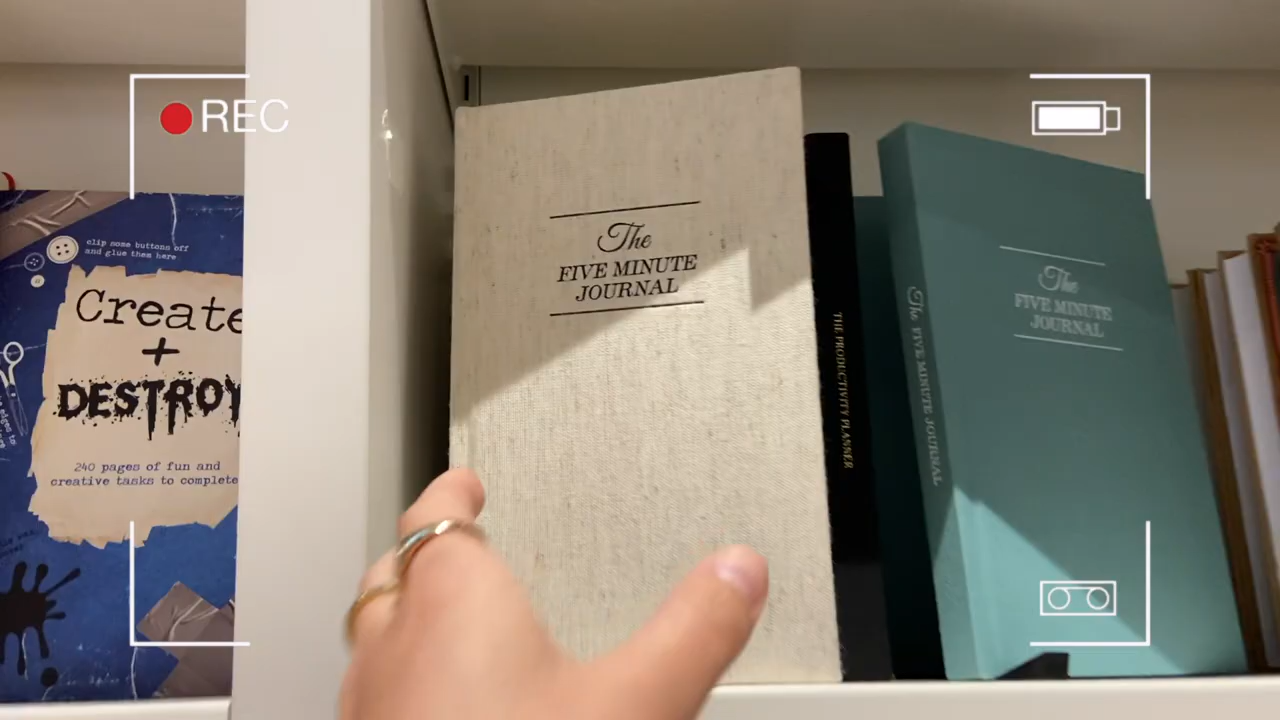 REC
clip some buttons off
and glue them here
Create
+
DESTROY
240 pages of fun and
creative tasks to complete
The
FIVE MINUTE
JOURNAL
THE PRODUCTIVITY PLANNER
The FIVE MINUTE JOURNAL
The
FIVE MINUTE
JOURNAL